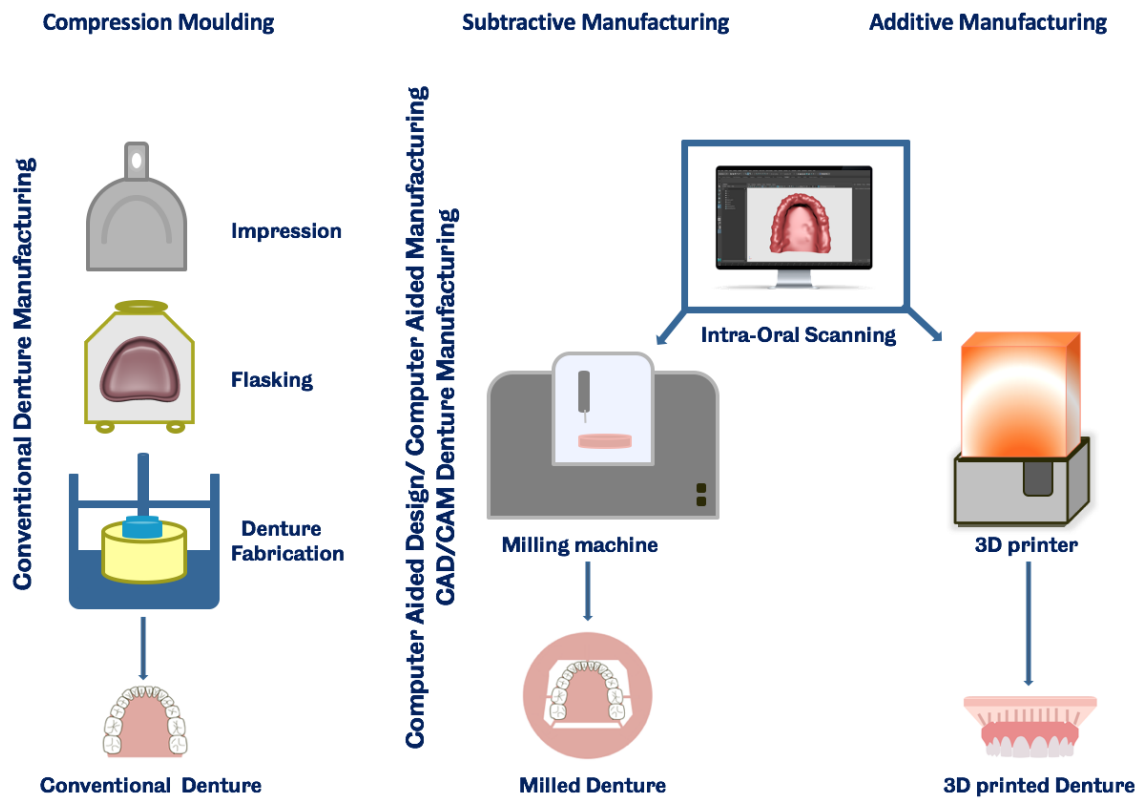 Compression Moulding
Subtractive Manufacturing
Additive Manufacturing
Conventional Denture Manufacturing
Impression
Flasking
Denture
Fabrication
Conventional Denture
Computer Aided Design/ Computer Aided Manufacturing
CAD/CAM Denture Manufacturing
Intra-Oral Scanning
Milling machine
3D printer
Milled Denture
3D printed Denture